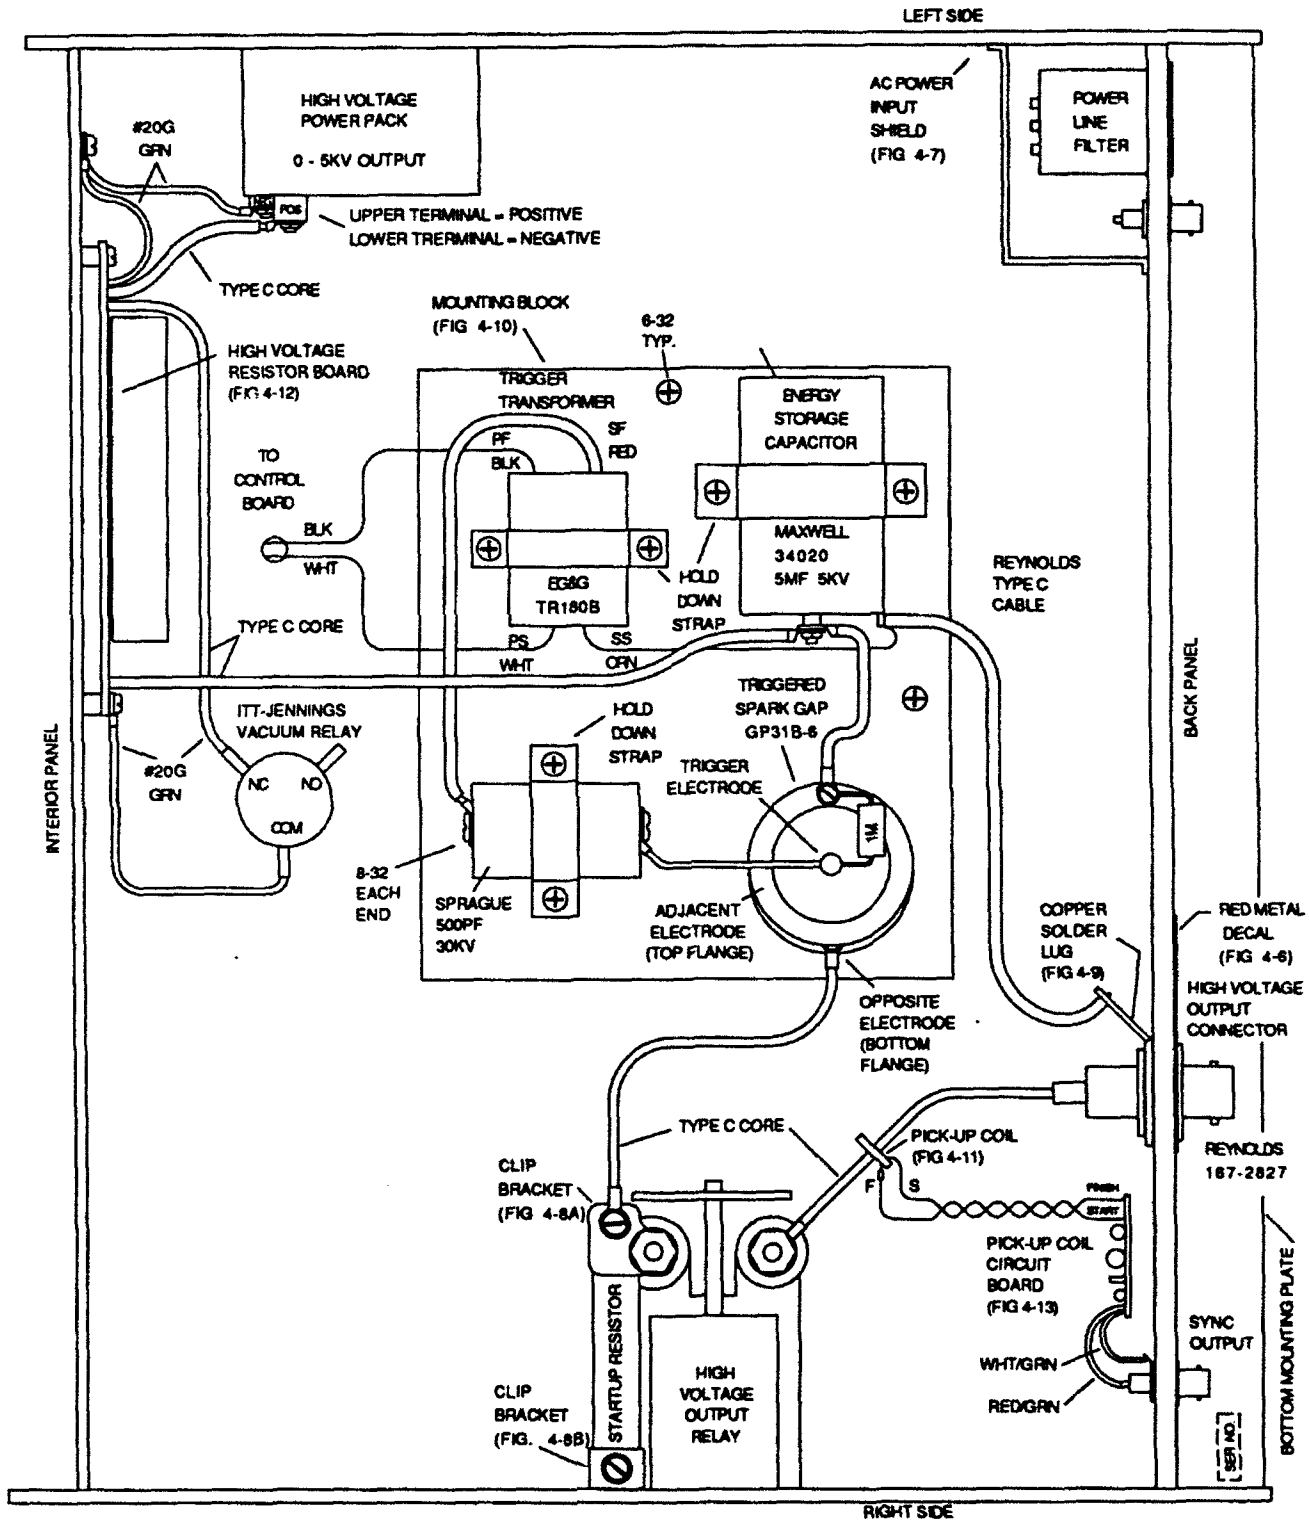 LEFT SIDE
HIGH VOLTAGE
POWER PACK
0 - 5KV OUTPUT
#20G
GRN
POS
UPPER TERMINAL = POSITIVE
LOWER TRERMINAL = NEGATIVE
TYPE C CORE
AC POWER
INPUT
SHIELD
(FIG 4-7)
POWER
LINE
FILTER
MOUNTING BLOCK
(FIG 4-10)
6-32
TYP.
HIGH VOLTAGE
RESISTOR BOARD
(FIG 4-12)
TRIGGER
TRANSFORMER
PF
BLK
SF
RED
ENERGY
STORAGE
CAPACITOR
TO
CONTROL
BOARD
BLK
WHT
EG&G
TR180B
HOLD
DOWN
STRAP
MAXWELL
34020
5MF 5KV
REYNOLDS
TYPE C
CABLE
TYPE C CORE
PS
WHT
SS
ORN
BACK PANEL
INTERIOR PANEL
ITT-JENNINGS
VACUUM RELAY
#20G
GRN
NC
NO
COM
HOLD
DOWN
STRAP
TRIGGERED
SPARK GAP
GP31B-6
TRIGGER
ELECTRODE
1M
8-32
EACH
END
SPRAGUE
500PF
30KV
ADJACENT
ELECTRODE
(TOP FLANGE)
COPPER
SOLDER
LUG
(FIG 4-9)
RED METAL
DECAL
(FIG 4-6)
HIGH VOLTAGE
OUTPUT
CONNECTOR
OPPOSITE
ELECTRODE
(BOTTOM
FLANGE)
TYPE C CORE
PICK-UP COIL
(FIG 4-11)
F
S
REYNOLDS
167-2827
CLIP
BRACKET
(FIG 4-8A)
FINISH
START
PICK-UP COIL
CIRCUIT
BOARD
(FIG 4-13)
SYNC
OUTPUT
WHT/GRN
RED/GRN
STARTUP RESISTOR
HIGH
VOLTAGE
OUTPUT
RELAY
CLIP
BRACKET
(FIG. 4-8B)
SER NO.
BOTTOM MOUNTING PLATE
RIGHT SIDE